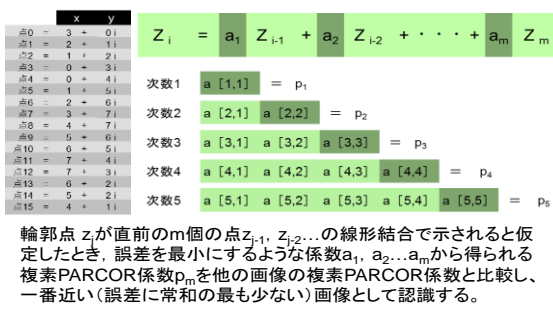 x y
点0 = 3 + 0 i
点1 = 2 + 1 i
点2 = 1 + 2 i
点3 = 0 + 3 i
点4 = 0 + 4 i
点5 = 1 + 5 i
点6 = 2 + 6 i
点7 = 3 + 7 i
点8 = 4 + 7 i
点9 = 5 + 6 i
点10 = 6 + 5 i
点11 = 7 + 4 i
点12 = 7 + 3 i
点13 = 6 + 2 i
点14 = 5 + 2 i
点15 = 4 + 1 i
Z i = a1 Z i-1 + a2 Z i-2 + ・ ・ ・ + am Z m
次数1 a [1,1] = p1
次数2 a [2,1] a [2,2] = p2
次数3 a [3,1] a [3,2] a [3,3] = p3
次数4 a [4,1] a [4,2] a [4,3] a [4,4] = p4
次数5 a [5,1] a [5,2] a [5,3] a [5,4] a [5,5] = p5
輪郭点 zjが直前のm個の点zj-1, zj-2…の線形結合で示されると仮
定したとき，誤差を最小にするような係数a1, a2…amから得られる
複素PARCOR係数pmを他の画像の複素PARCOR係数と比較し、
一番近い（誤差に常和の最も少ない）画像として認識する。